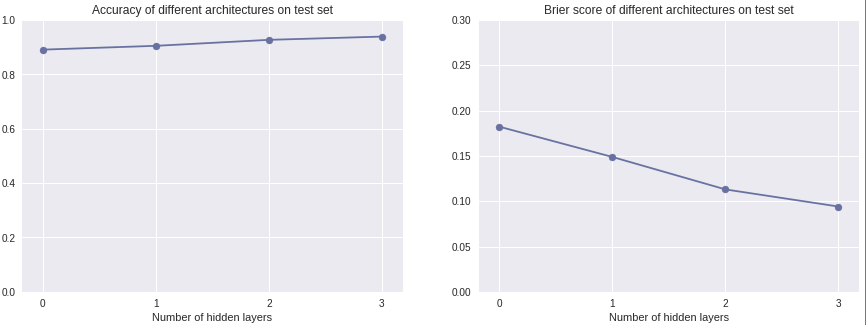 Accuracy of different architectures on test set
1.0
0.8
0.6
0.4
0.2
0.0
0 1 2 3
Number of hidden layers
Brier score of different architectures on test set
0.30
0.25
0.20
0.15
0.10
0.05
0.00
0 1 2 3
Number of hidden layers